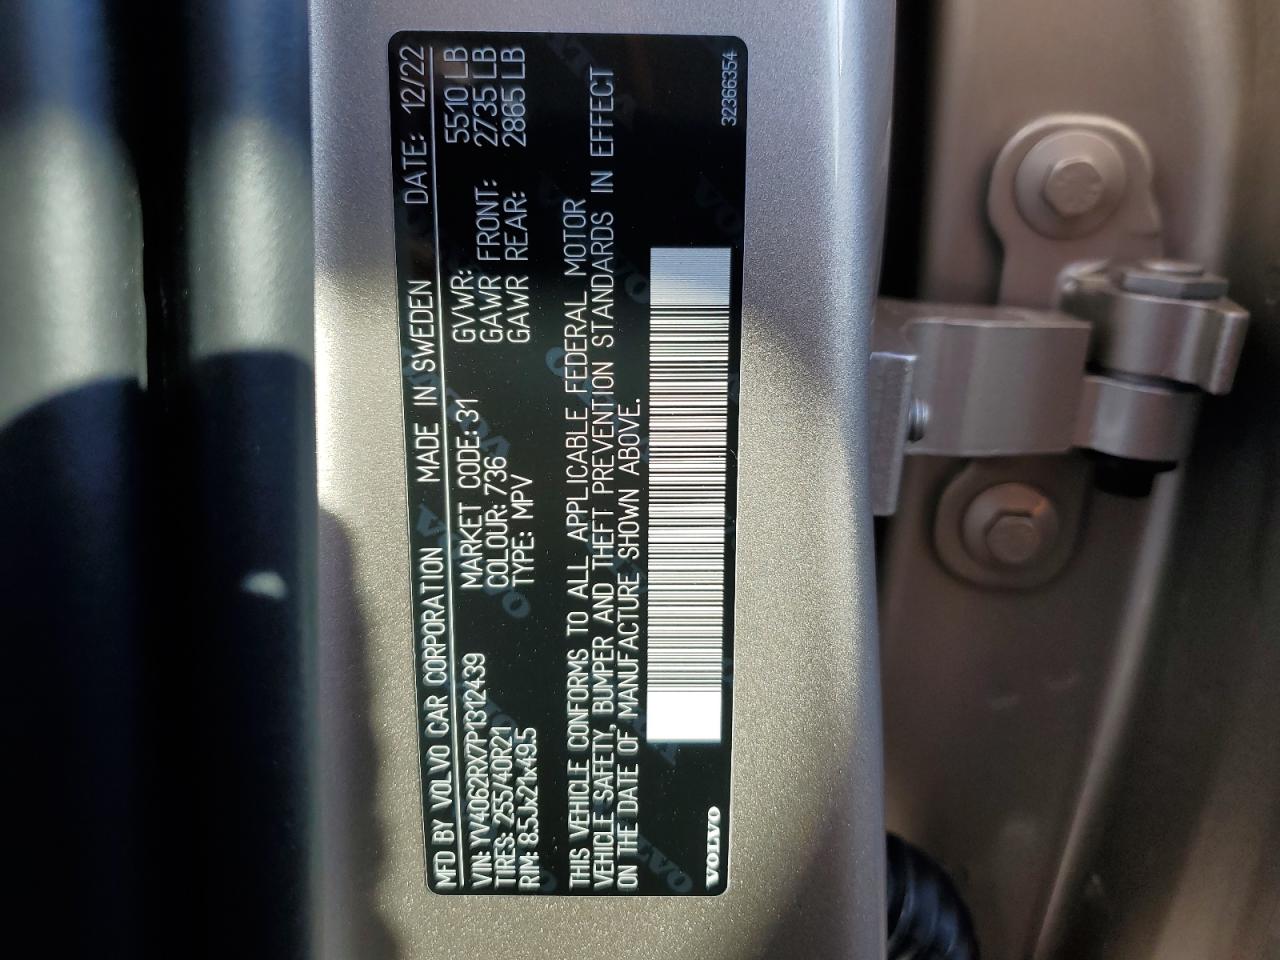 MFD BY VOLVO CAR CORPORATION MADE IN SWEDEN DATE: 12/22
VIN: YV4062RX7P1312439 MARKET CODE: 31 GVWR: 5510 LB
TIRES: 255/40R21 COLOUR: 736 GAWR FRONT: 2735 LB
RIM: 8.5Jx21x49.5 TYPE: MPV GAWR REAR: 2865 LB
THIS VEHICLE CONFORMS TO ALL APPLICABLE FEDERAL MOTOR
VEHICLE SAFETY, BUMPER AND THEFT PREVENTION STANDARDS IN EFFECT
ON THE DATE OF MANUFACTURE SHOWN ABOVE.
VOLVO 32366354